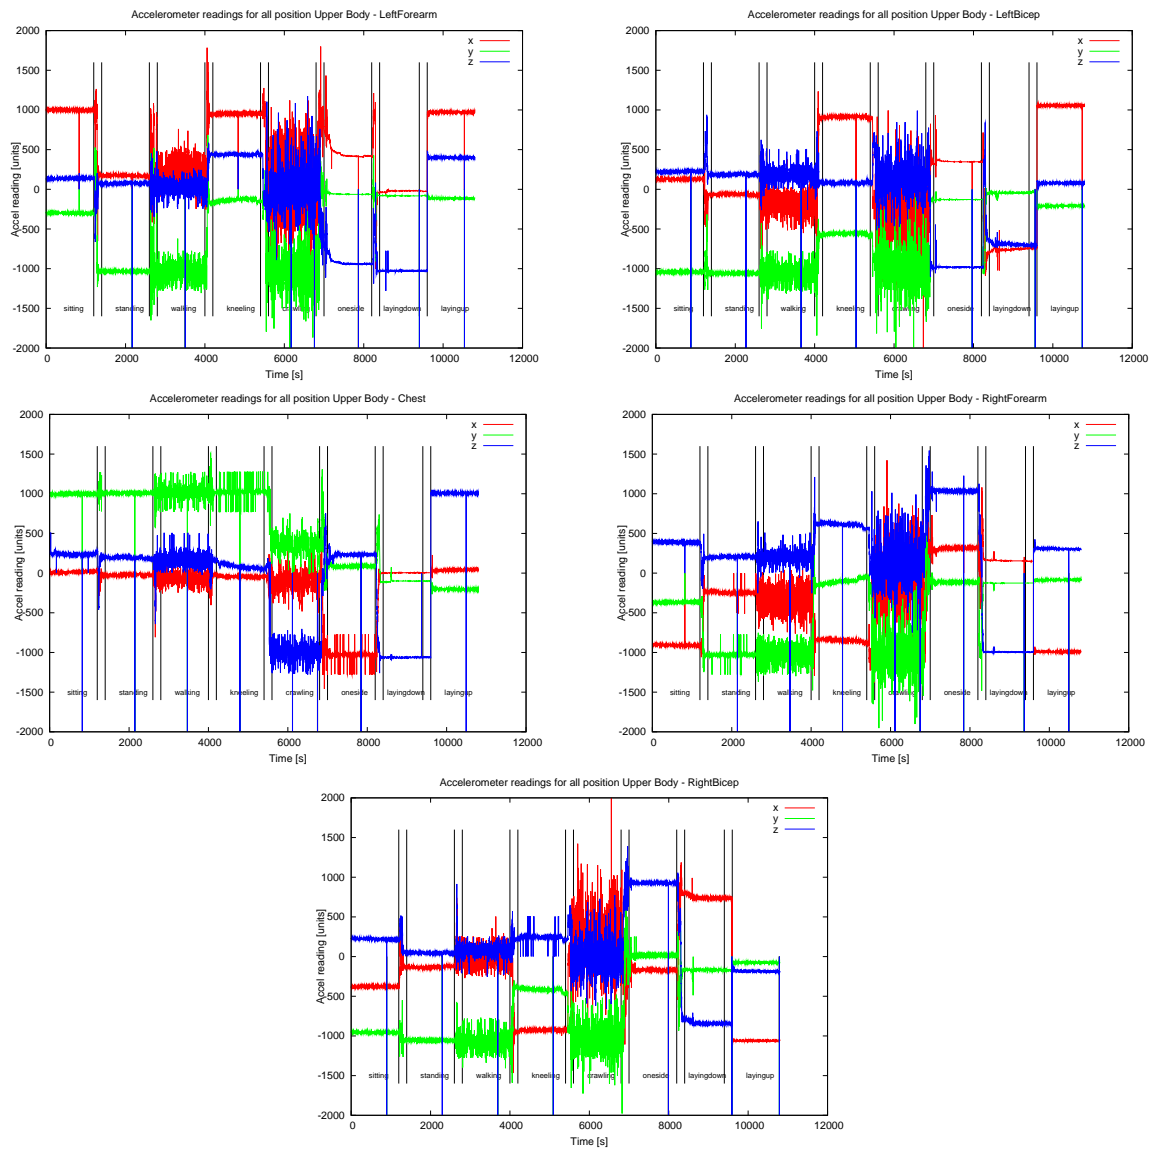 Accelerometer readings for all position Upper Body - LeftForearm
2000
1500
1000
500
0
-500
-1000
-1500
-2000
Accel reading [units]
x
y
z
sitting standing walking kneeling crawling oneside layingdown layingup
0 2000 4000 6000 8000 10000 12000
Time [s]
Accelerometer readings for all position Upper Body - LeftBicep
2000
1500
1000
500
0
-500
-1000
-1500
-2000
Accel reading [units]
x
y
z
sitting standing walking kneeling crawling oneside layingdown layingup
0 2000 4000 6000 8000 10000 12000
Time [s]
Accelerometer readings for all position Upper Body - Chest
2000
1500
1000
500
0
-500
-1000
-1500
-2000
Accel reading [units]
x
y
z
sitting standing walking kneeling crawling oneside layingdown layingup
0 2000 4000 6000 8000 10000 12000
Time [s]
Accelerometer readings for all position Upper Body - RightForearm
2000
1500
1000
500
0
-500
-1000
-1500
-2000
Accel reading [units]
x
y
z
sitting standing walking kneeling crawling oneside layingdown layingup
0 2000 4000 6000 8000 10000 12000
Time [s]
Accelerometer readings for all position Upper Body - RightBicep
2000
1500
1000
500
0
-500
-1000
-1500
-2000
Accel reading [units]
x
y
z
sitting standing walking kneeling crawling oneside layingdown layingup
0 2000 4000 6000 8000 10000 12000
Time [s]